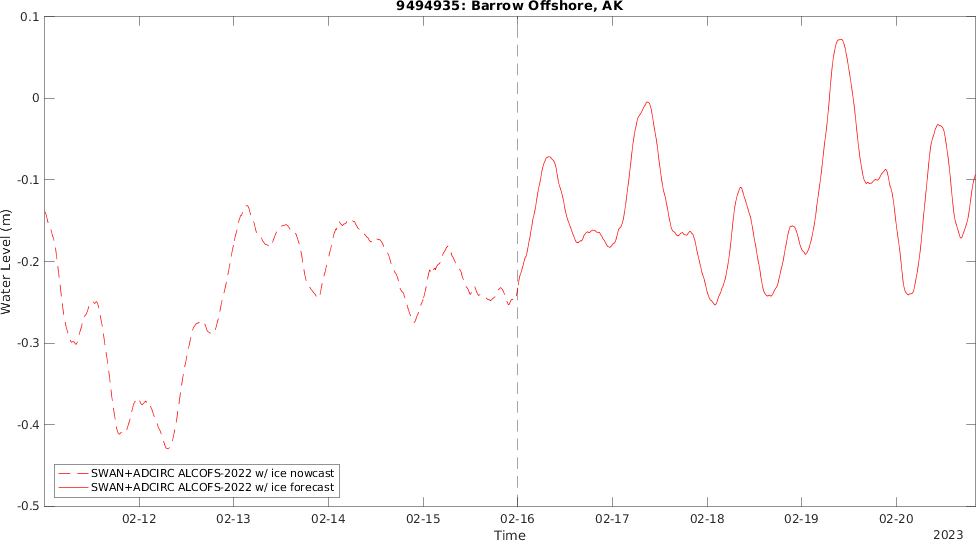 9494935: Barrow Offshore, AK
0.1
0
-0.1
-0.2
-0.3
-0.4
-0.5
Water Level (m)
SWAN+ADCIRC ALCOFS-2022 w/ ice nowcast
SWAN+ADCIRC ALCOFS-2022 w/ ice forecast
02-12 02-13 02-14 02-15 02-16 02-17 02-18 02-19 02-20
Time
2023